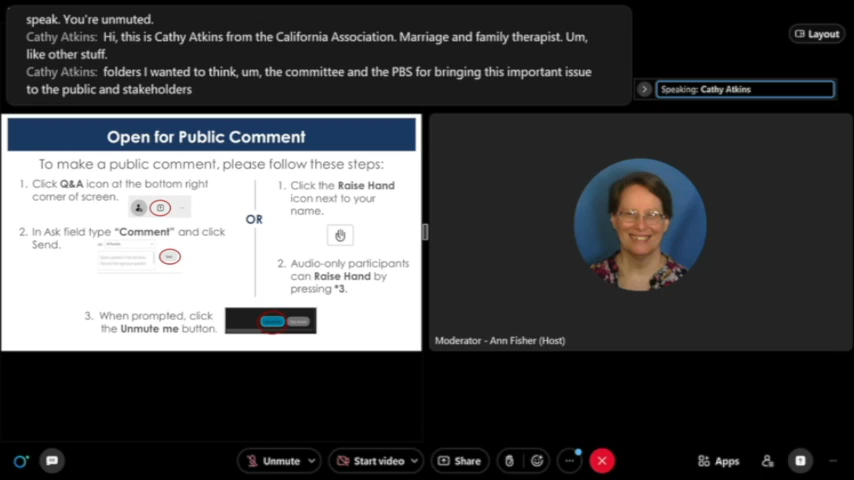 speak. You're unmuted.
Cathy Atkins: Hi, this is Cathy Atkins from the California Association. Marriage and family therapist. Um,
like other stuff.
Cathy Atkins: folders I wanted to think, um, the committee and the PBS for bringing this important issue
to the public and stakeholders
Layout
Speaking: Cathy Atkins
Open for Public Comment
To make a public comment, please follow these steps:
1. Click Q&A icon at the bottom right
corner of screen.
2. In Ask field type "Comment" and click
Send.
OR
1. Click the Raise Hand
icon next to your
name.
2. Audio-only participants
can Raise Hand by
pressing *3.
3. When prompted, click
the Unmute me button.
Moderator - Ann Fisher (Host)
Unmute
Start video
Share
Apps